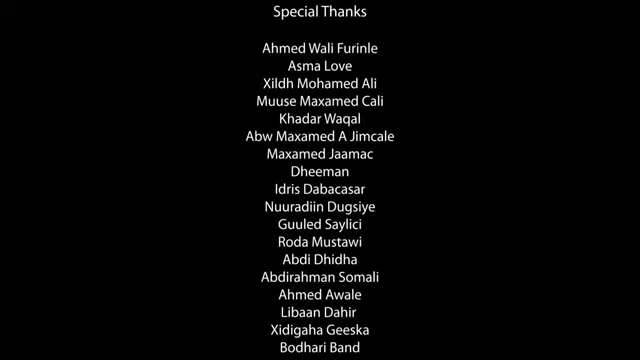 Special Thanks
Ahmed Wali Furinle
Asma Love
Xildh Mohamed Ali
Muuse Maxamed Cali
Khadar Waqal
Abw Maxamed A Jimcale
Maxamed Jaamac
Dheeman
Idris Dabacasar
Nuuradiin Dugsiye
Guuled Saylici
Roda Mustawi
Abdi Dhidha
Abdirahman Somali
Ahmed Awale
Libaan Dahir
Xidigaha Geeska
Bodhari Band